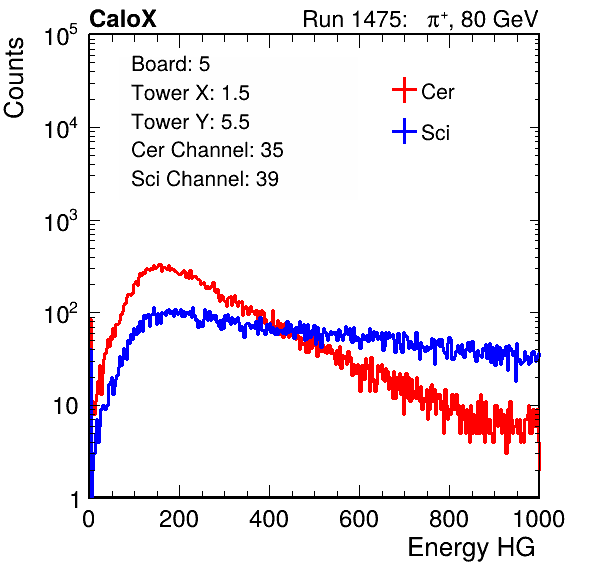 CaloX Run 1475: π⁺, 80 GeV
Counts
10⁵
10⁴
10³
10²
10
1
Board: 5
Tower X: 1.5
Tower Y: 5.5
Cer Channel: 35
Sci Channel: 39
Cer
Sci
0 200 400 600 800 1000
Energy HG